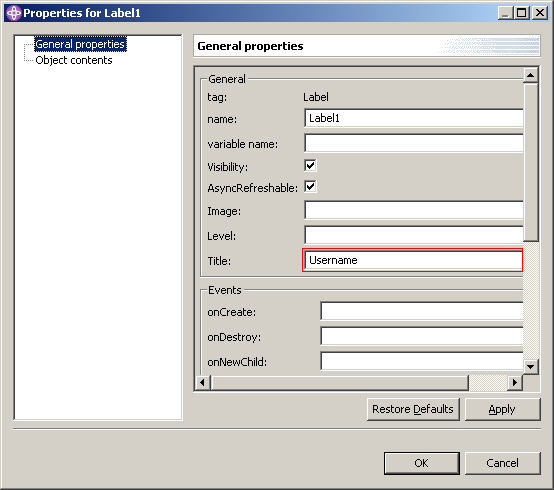 Properties for Label1
General properties
Object contents
General properties
General
tag: Label
name: Label1
variable name:
Visibility:
AsyncRefreshable:
Image:
Level:
Title: Username
Events
onCreate:
onDestroy:
onNewChild:
Restore Defaults Apply
OK Cancel